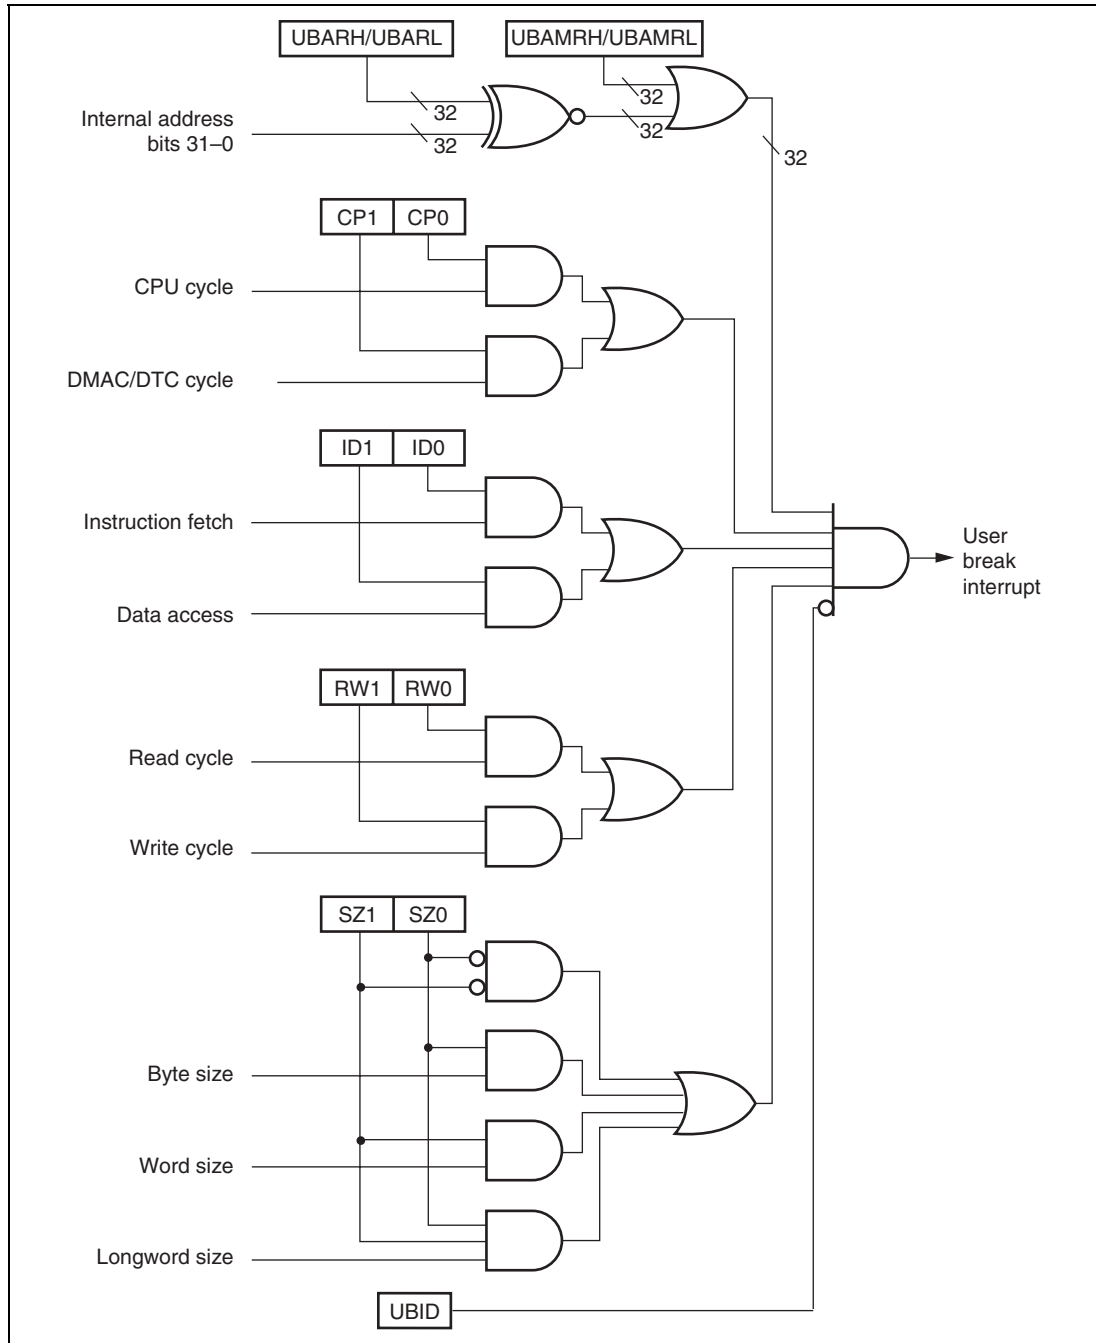 UBARH/UBARL
UBAMRH/UBAMRL
32
32
32
32
32
Internal address
bits 31–0
CP1 CP0
CPU cycle
DMAC/DTC cycle
ID1 ID0
Instruction fetch
Data access
User
break
interrupt
RW1 RW0
Read cycle
Write cycle
SZ1 SZ0
Byte size
Word size
Longword size
UBID